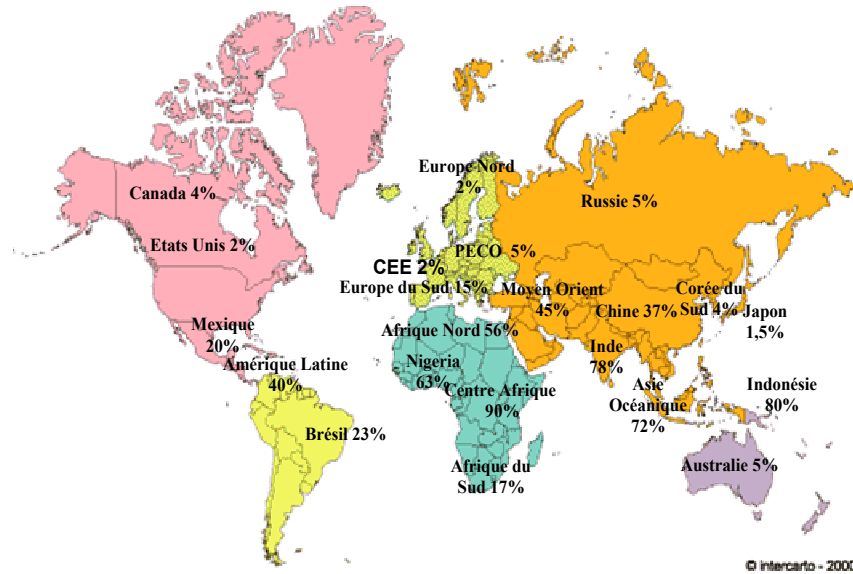 Europe Nord
2%
Canada 4%
Russie 5%
Etats Unis 2%
PECO 5%
CEE 2%
Europe du Sud 15%
Moyen Orient
45%
Corée du
Sud 4%
Chine 37%
Japon
1,5%
Mexique
20%
Afrique Nord 56%
Inde
78%
Amérique Latine
40%
Nigeria
63%
Centre Afrique
90%
Asie
Océanique
72%
Indonésie
80%
Brésil 23%
Afrique du
Sud 17%
Australie 5%
© intercarto - 2000